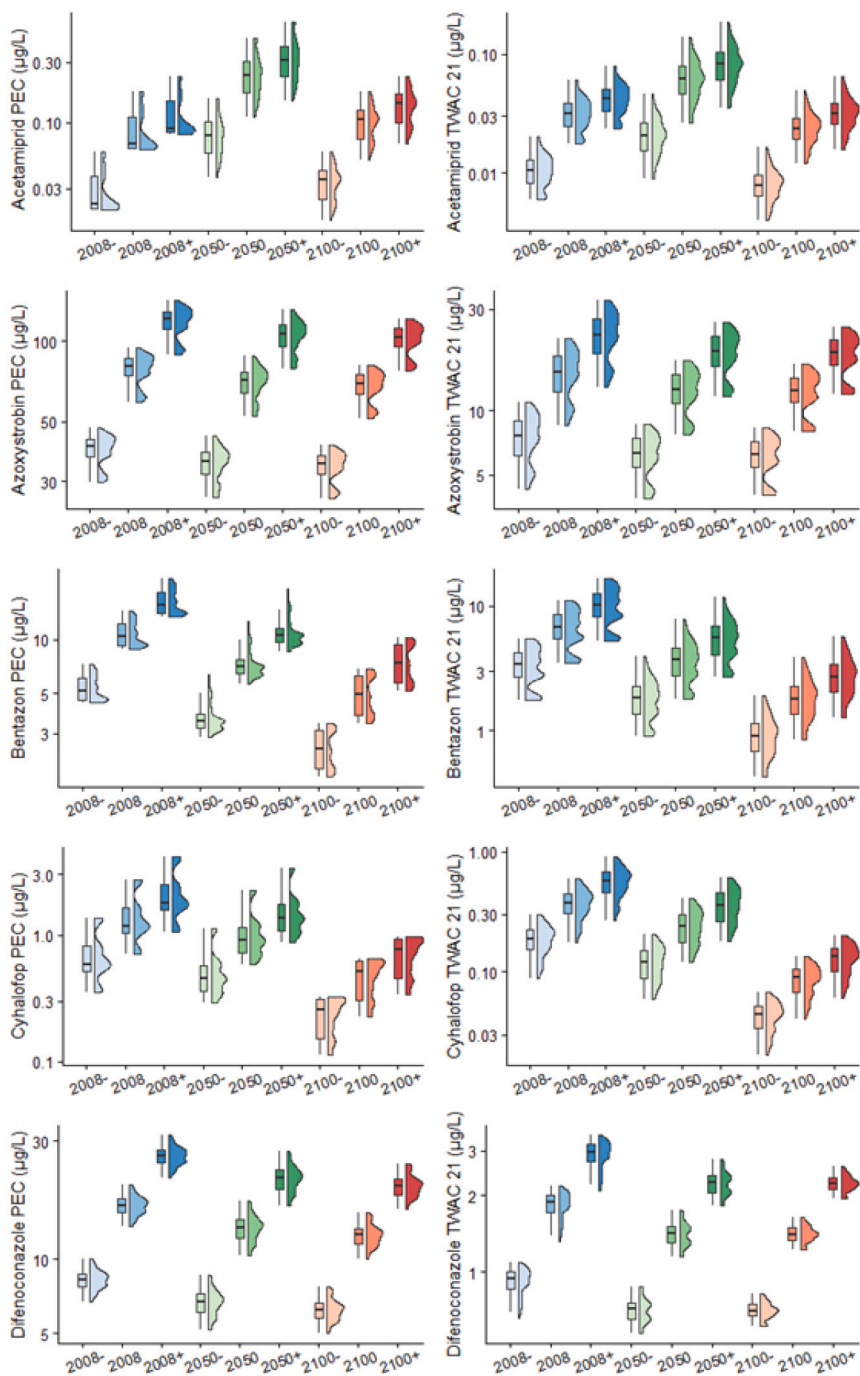 Acetamiprid PEC (µg/L)
0.30
0.10
0.03
2008- 2008 2008+ 2050- 2050 2050+ 2100- 2100 2100+
Acetamiprid TWAC 21 (µg/L)
0.10
0.03
0.01
2008- 2008 2008+ 2050- 2050 2050+ 2100- 2100 2100+
Azoxystrobin PEC (µg/L)
100
50
30
2008- 2008 2008+ 2050- 2050 2050+ 2100- 2100 2100+
Azoxystrobin TWAC 21 (µg/L)
30
10
5
2008- 2008 2008+ 2050- 2050 2050+ 2100- 2100 2100+
Bentazon PEC (µg/L)
10
5
3
2008- 2008 2008+ 2050- 2050 2050+ 2100- 2100 2100+
Bentazon TWAC 21 (µg/L)
10
3
1
2008- 2008 2008+ 2050- 2050 2050+ 2100- 2100 2100+
Cyhalofop PEC (µg/L)
3.0
1.0
0.3
0.1
2008- 2008 2008+ 2050- 2050 2050+ 2100- 2100 2100+
Cyhalofop TWAC 21 (µg/L)
1.00
0.30
0.10
0.03
2008- 2008 2008+ 2050- 2050 2050+ 2100- 2100 2100+
Difenoconazole PEC (µg/L)
30
10
5
2008- 2008 2008+ 2050- 2050 2050+ 2100- 2100 2100+
Difenoconazole TWAC 21 (µg/L)
3
2
1
2008- 2008 2008+ 2050- 2050 2050+ 2100- 2100 2100+